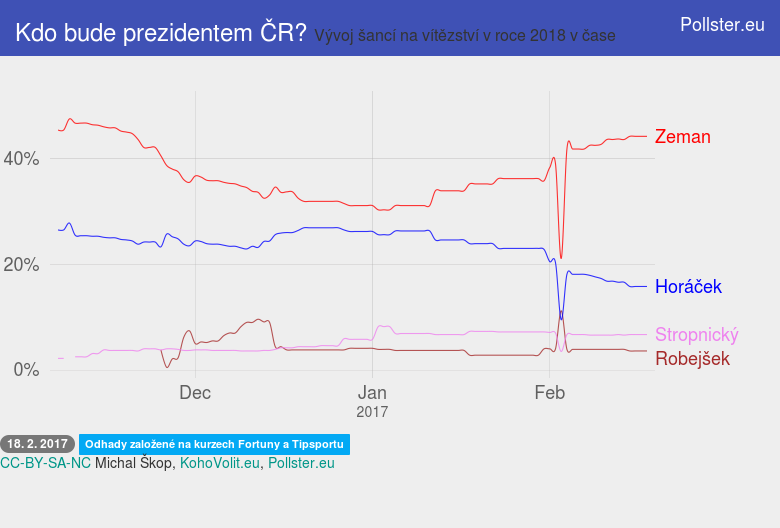 Kdo bude prezidentem ČR? Vývoj šancí na vítězství v roce 2018 v čase
Pollster.eu
Zeman
40%
20%
Horáček
Stropnický
Robejšek
0%
Dec
Jan
Feb
2017
18. 2. 2017 Odhady založené na kurzech Fortuny a Tipsportu
CC-BY-SA-NC Michal Škop, KohoVolit.eu, Pollster.eu